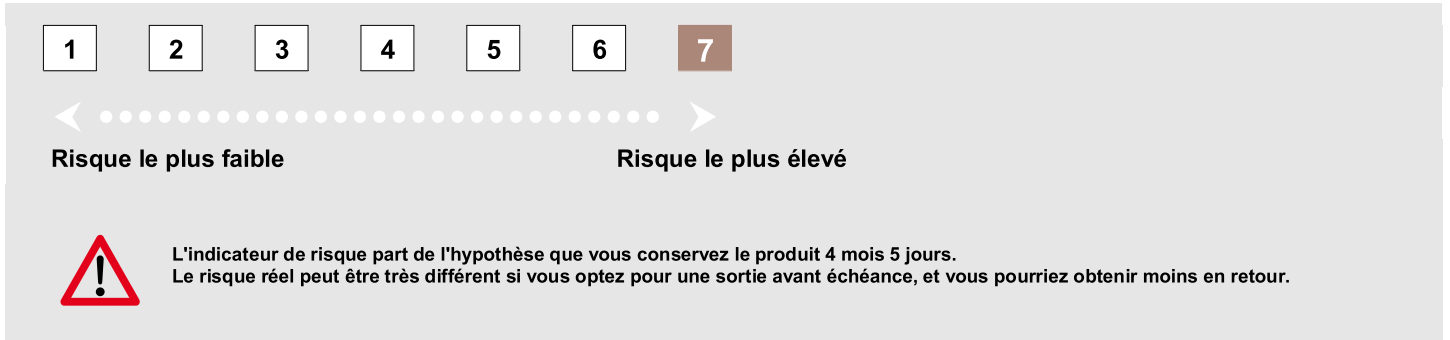 1 2 3 4 5 6 7
Risque le plus faible Risque le plus élevé
L'indicateur de risque part de l'hypothèse que vous conservez le produit 4 mois 5 jours.
Le risque réel peut être très différent si vous optez pour une sortie avant échéance, et vous pourriez obtenir moins en retour.